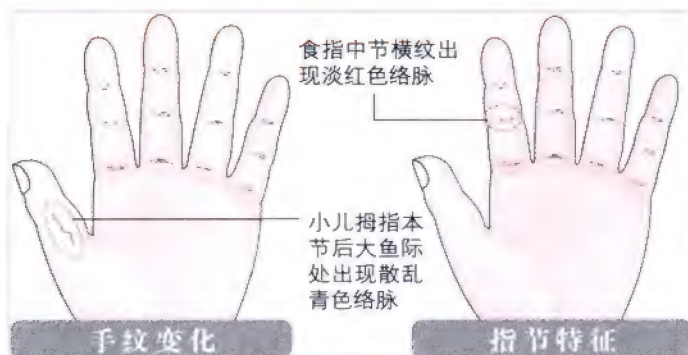 食指中节横纹出
现淡红色络脉
小儿拇指本
节后大鱼际
处出现散乱
青色络脉
手纹变化
指节特征